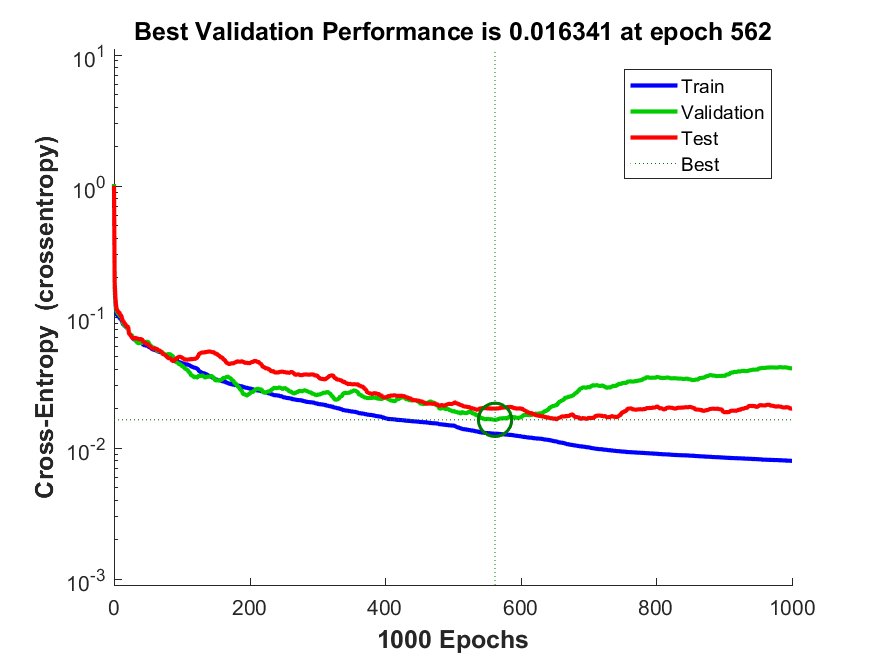 Best Validation Performance is 0.016341 at epoch 562
Cross-Entropy (crossentropy)
10^1
10^0
10^-1
10^-2
10^-3
Train
Validation
Test
Best
0 200 400 600 800 1000
1000 Epochs